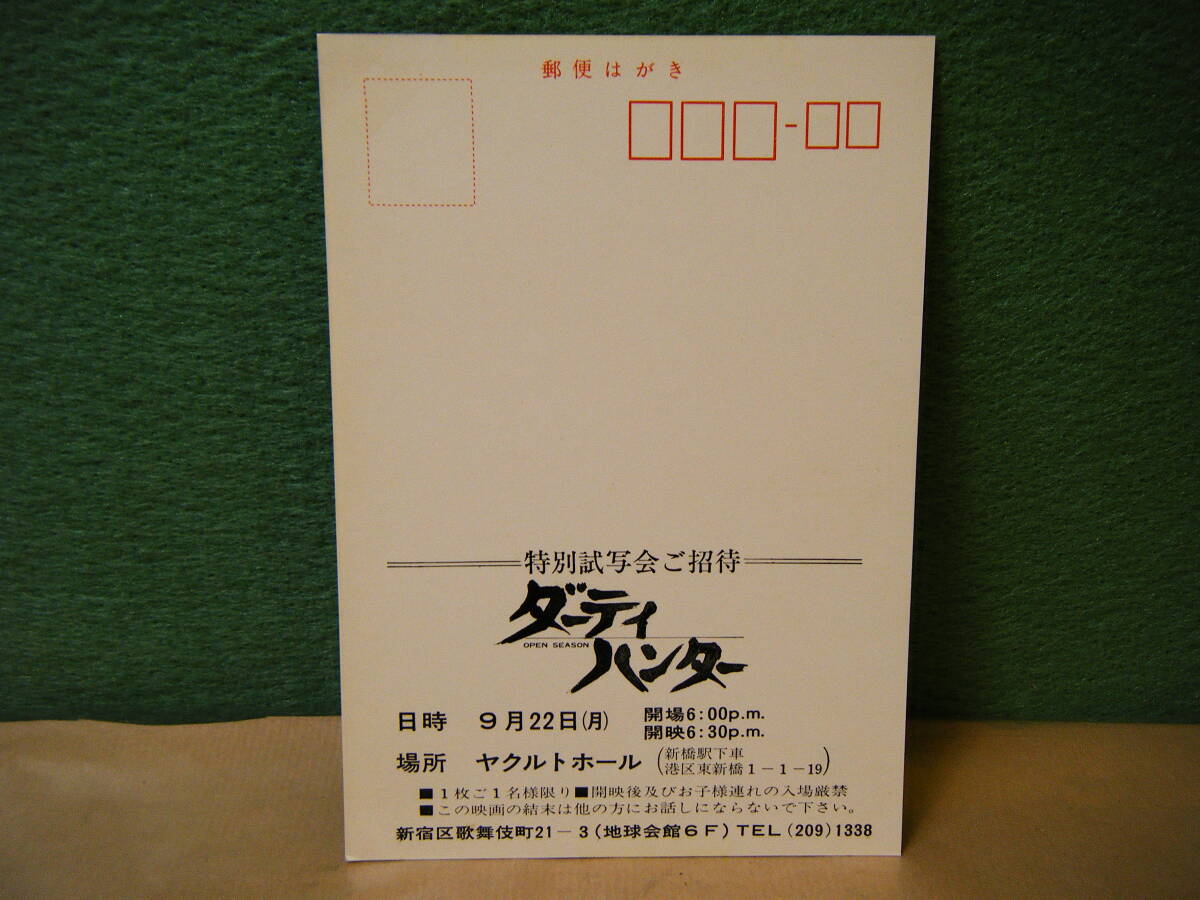 郵便はがき
特別試写会ご招待
ダーティ
OPEN SEASON
ハンター
日時 9月22日(月) 開場6:00p.m.
開映6:30p.m.
場所 ヤクルトホール (新橋駅下車
港区東新橋1-1-19)
■1枚ご1名様限り■開映後及びお子様連れの入場厳禁
■この映画の結末は他の方にお話しにならないで下さい。
新宿区歌舞伎町21-3(地球会館6F)TEL(209)1338